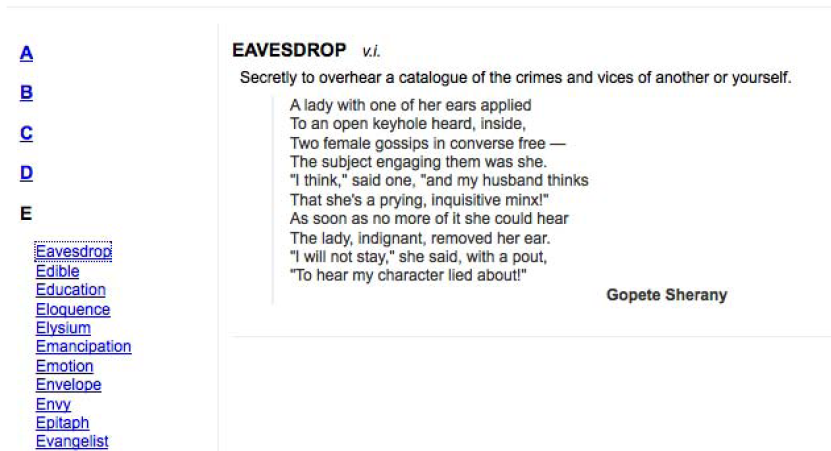 A
B
C
D
E
Eavesdrop
Edible
Education
Eloquence
Elysium
Emancipation
Emotion
Envelope
Envy
Epitaph
Evangelist
EAVESDROP v.i.
Secretly to overhear a catalogue of the crimes and vices of another or yourself.
A lady with one of her ears applied
To an open keyhole heard, inside,
Two female gossips in converse free —
The subject engaging them was she.
"I think," said one, "and my husband thinks
That she's a prying, inquisitive minx!"
As soon as no more of it she could hear
The lady, indignant, removed her ear.
"I will not stay," she said, with a pout,
"To hear my character lied about!"
Gopete Sherany